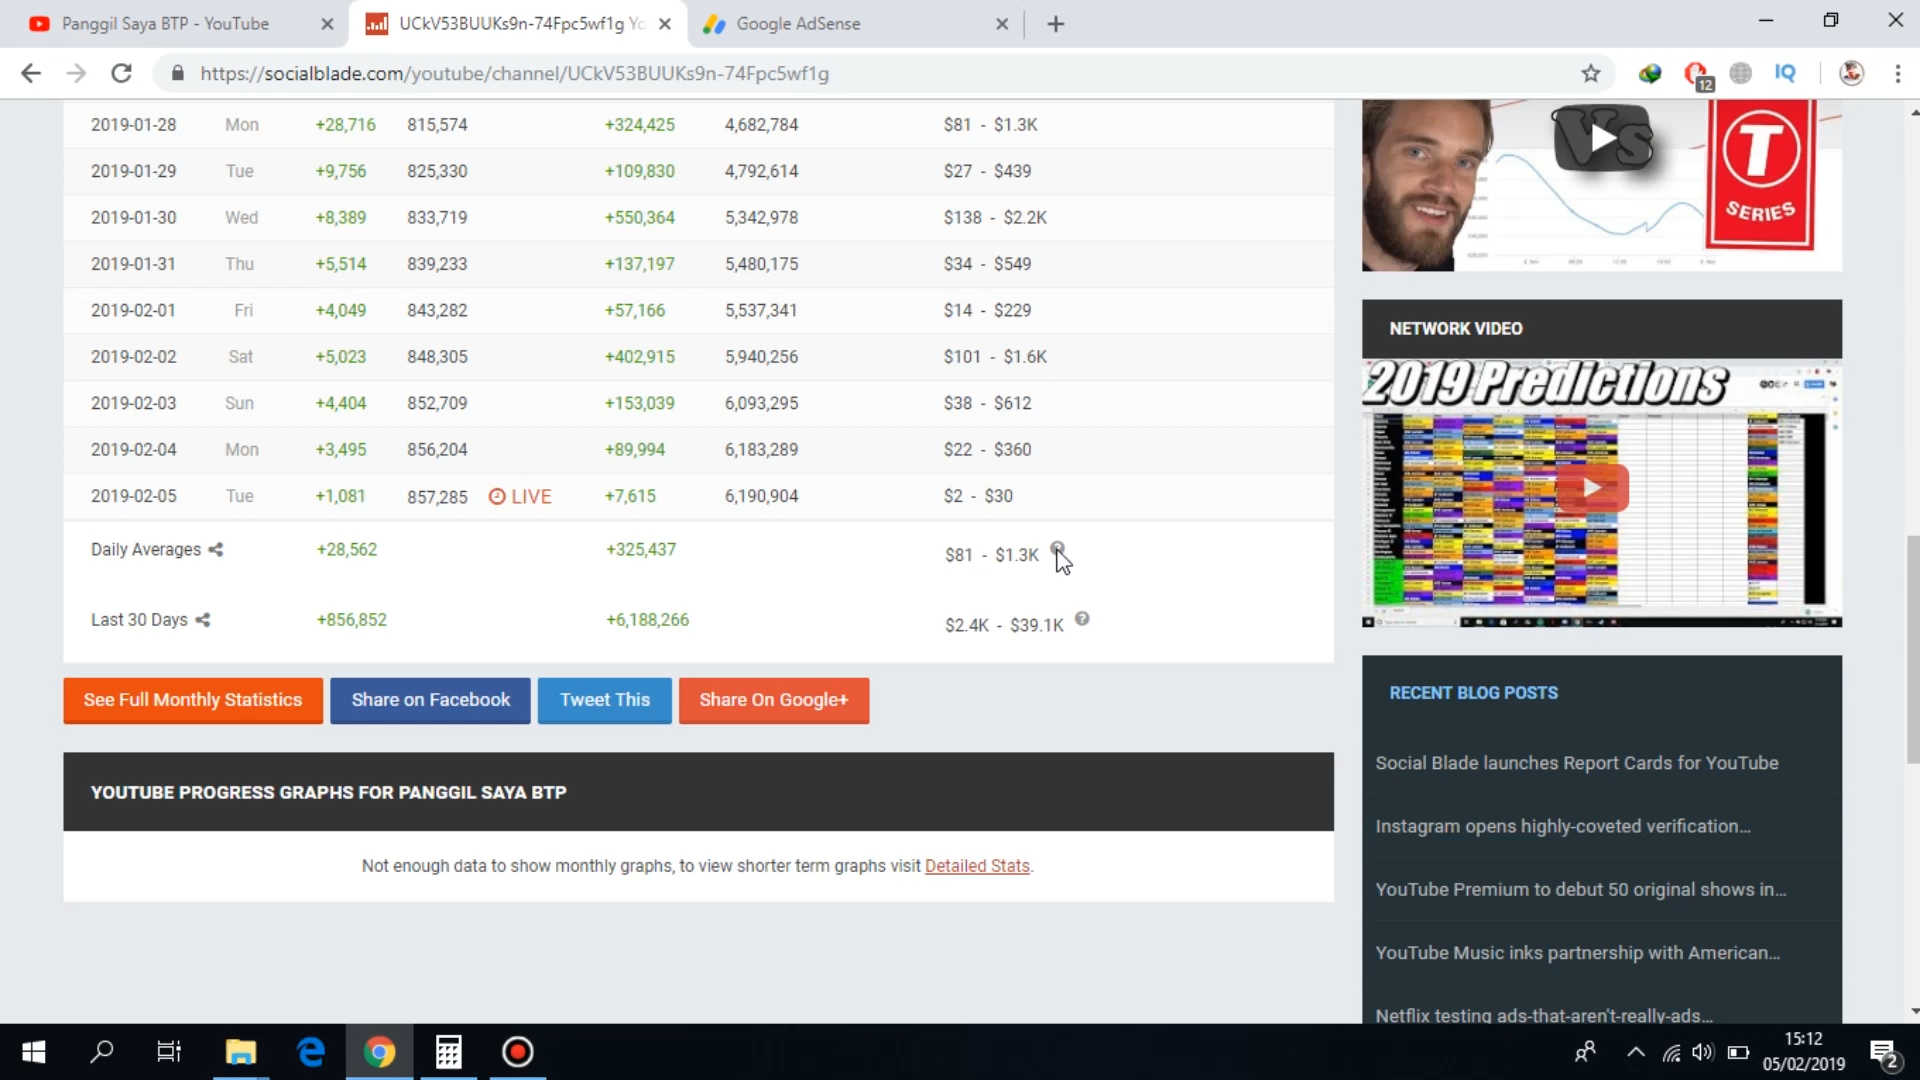 Panggil Saya BTP - YouTube
UCkV53BUUKs9n-74Fpc5wf1g Yo
Google AdSense
https://socialblade.com/youtube/channel/UCkV53BUUKs9n-74Fpc5wf1g
12
IQ
2019-01-28 Mon +28,716 815,574 +324,425 4,682,784 $81 - $1.3K
2019-01-29 Tue +9,756 825,330 +109,830 4,792,614 $27 - $439
2019-01-30 Wed +8,389 833,719 +550,364 5,342,978 $138 - $2.2K
2019-01-31 Thu +5,514 839,233 +137,197 5,480,175 $34 - $549
2019-02-01 Fri +4,049 843,282 +57,166 5,537,341 $14 - $229
2019-02-02 Sat +5,023 848,305 +402,915 5,940,256 $101 - $1.6K
2019-02-03 Sun +4,404 852,709 +153,039 6,093,295 $38 - $612
2019-02-04 Mon +3,495 856,204 +89,994 6,183,289 $22 - $360
2019-02-05 Tue +1,081 857,285 LIVE +7,615 6,190,904 $2 - $30
Daily Averages +28,562 +325,437 $81 - $1.3K
Last 30 Days +856,852 +6,188,266 $2.4K - $39.1K ?
See Full Monthly Statistics
Share on Facebook
Tweet This
Share On Google+
YOUTUBE PROGRESS GRAPHS FOR PANGGIL SAYA BTP
Not enough data to show monthly graphs, to view shorter term graphs visit Detailed Stats.
Vs
T
SERIES
NETWORK VIDEO
2019 Predictions
RECENT BLOG POSTS
Social Blade launches Report Cards for YouTube
Instagram opens highly-coveted verification...
YouTube Premium to debut 50 original shows in...
YouTube Music inks partnership with American...
Netflix testing ads-that-aren't-really-ads...
15:12
05/02/2019
2